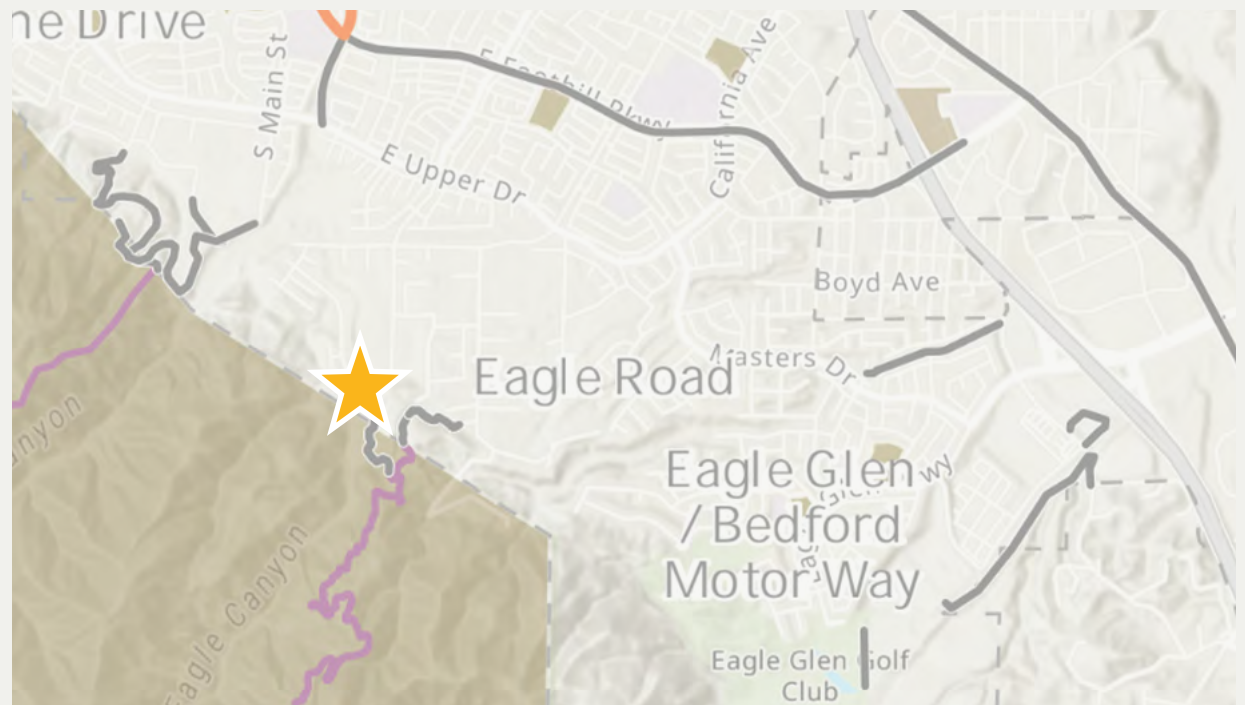 ne Drive
S Main St
E Foothill Pkwy
California Ave
E Upper Dr
Boyd Ave
Masters Dr
Eagle Road
Eagle Glen
/ Bedford
Motor Way
anyon
Eagle Canyon
Eagle Glen Golf
Club